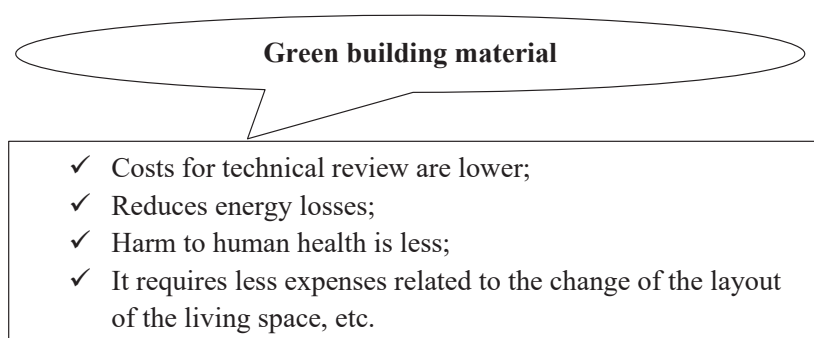 Green building material
✓ Costs for technical review are lower;
✓ Reduces energy losses;
✓ Harm to human health is less;
✓ It requires less expenses related to the change of the layout
of the living space, etc.